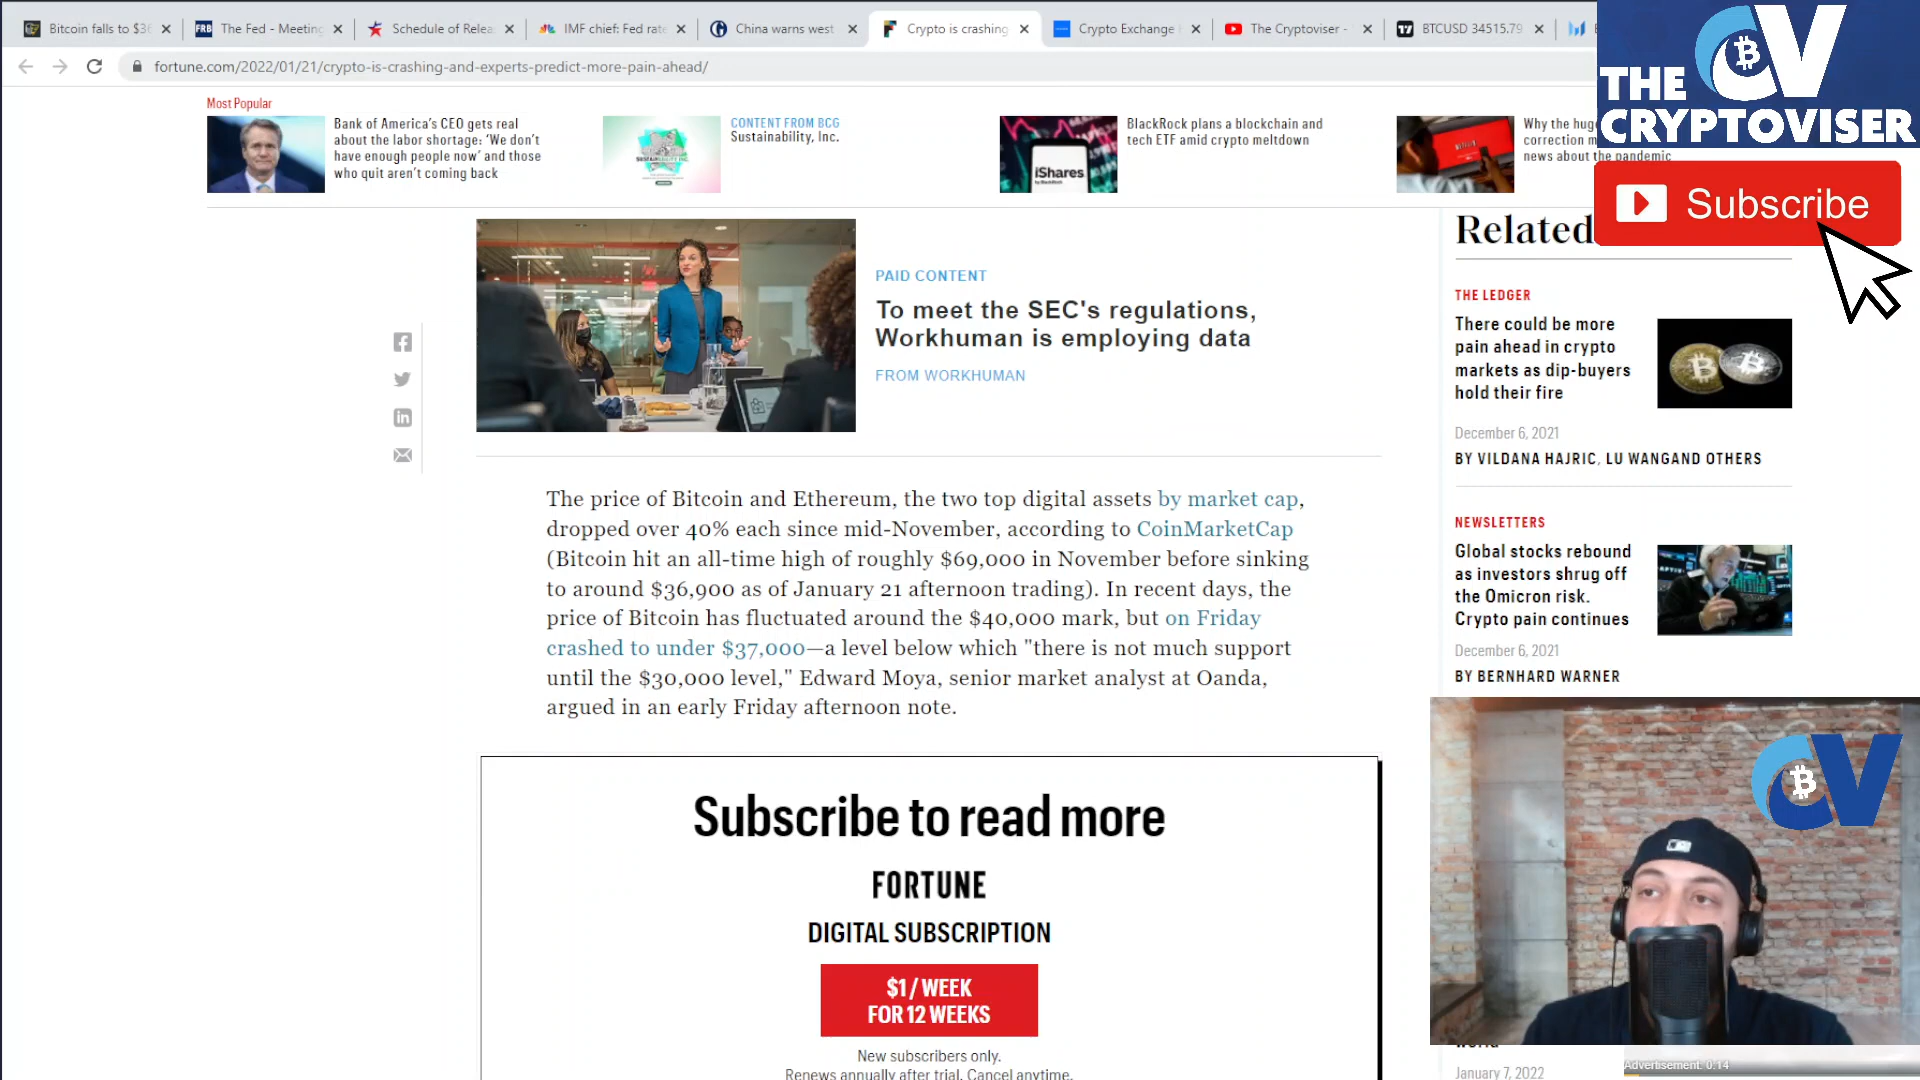 Bitcoin falls to $36
The Fed - Meeting
Schedule of Relea
IMF chief: Fed rate
China warns west
Crypto is crashing
Crypto Exchange
The Cryptoviser -
BTCUSD 34515.79
fortune.com/2022/01/21/crypto-is-crashing-and-experts-predict-more-pain-ahead/
THE CV
CRYPTOVISER
Subscribe
Most Popular
Bank of America's CEO gets real
about the labor shortage: 'We don't
have enough people now' and those
who quit aren't coming back
CONTENT FROM BCG
Sustainability, Inc.
SUSTAINABILITY INC.
BlackRock plans a blockchain and
tech ETF amid crypto meltdown
iShares
Why the hug
correction m
news about the pandemic
PAID CONTENT
To meet the SEC's regulations,
Workhuman is employing data
FROM WORKHUMAN
The price of Bitcoin and Ethereum, the two top digital assets by market cap,
dropped over 40% each since mid-November, according to CoinMarketCap
(Bitcoin hit an all-time high of roughly $69,000 in November before sinking
to around $36,900 as of January 21 afternoon trading). In recent days, the
price of Bitcoin has fluctuated around the $40,000 mark, but on Friday
crashed to under $37,000—a level below which "there is not much support
until the $30,000 level," Edward Moya, senior market analyst at Oanda,
argued in an early Friday afternoon note.
Subscribe to read more
FORTUNE
DIGITAL SUBSCRIPTION
$1 / WEEK
FOR 12 WEEKS
New subscribers only.
Renews annually after trial. Cancel anytime.
Related
THE LEDGER
There could be more
pain ahead in crypto
markets as dip-buyers
hold their fire
December 6, 2021
BY VILDANA HAJRIC, LU WANGAND OTHERS
NEWSLETTERS
Global stocks rebound
as investors shrug off
the Omicron risk.
Crypto pain continues
December 6, 2021
BY BERNHARD WARNER
CV
world
January 7, 2022
Advertisement: 0:14